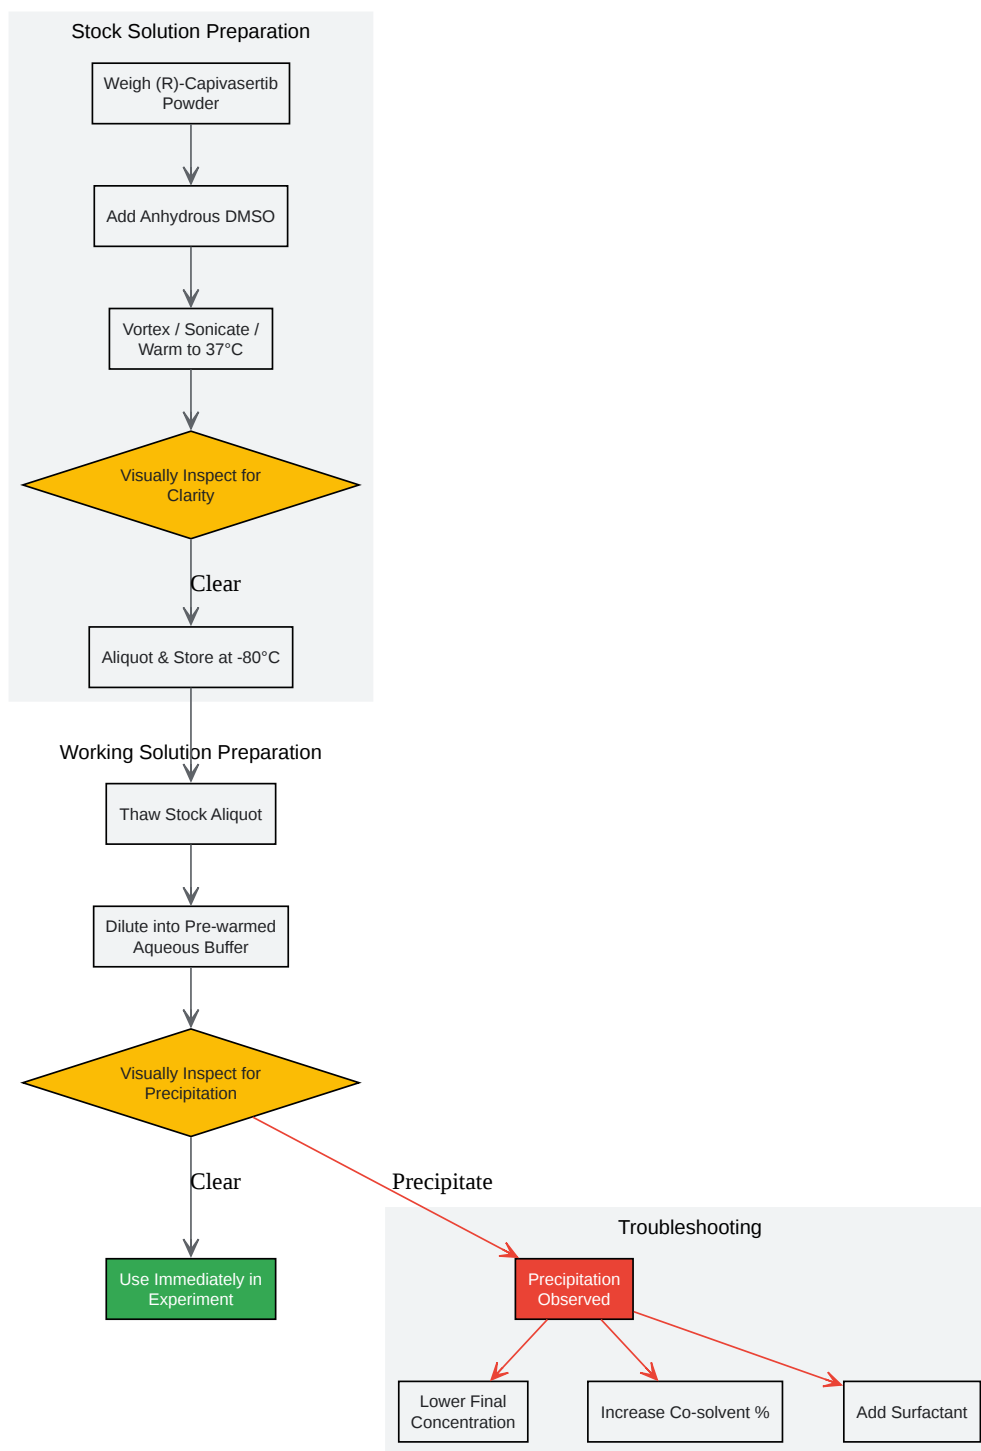 Stock Solution Preparation
Weigh (R)-Capivasertib
Powder
Add Anhydrous DMSO
Vortex / Sonicate /
Warm to 37°C
Visually Inspect for
Clarity
Clear
Aliquot & Store at -80°C
Working Solution Preparation
Thaw Stock Aliquot
Dilute into Pre-warmed
Aqueous Buffer
Visually Inspect for
Precipitation
Clear
Precipitate
Troubleshooting
Use Immediately in
Experiment
Precipitation
Observed
Lower Final
Concentration
Increase Co-solvent %
Add Surfactant